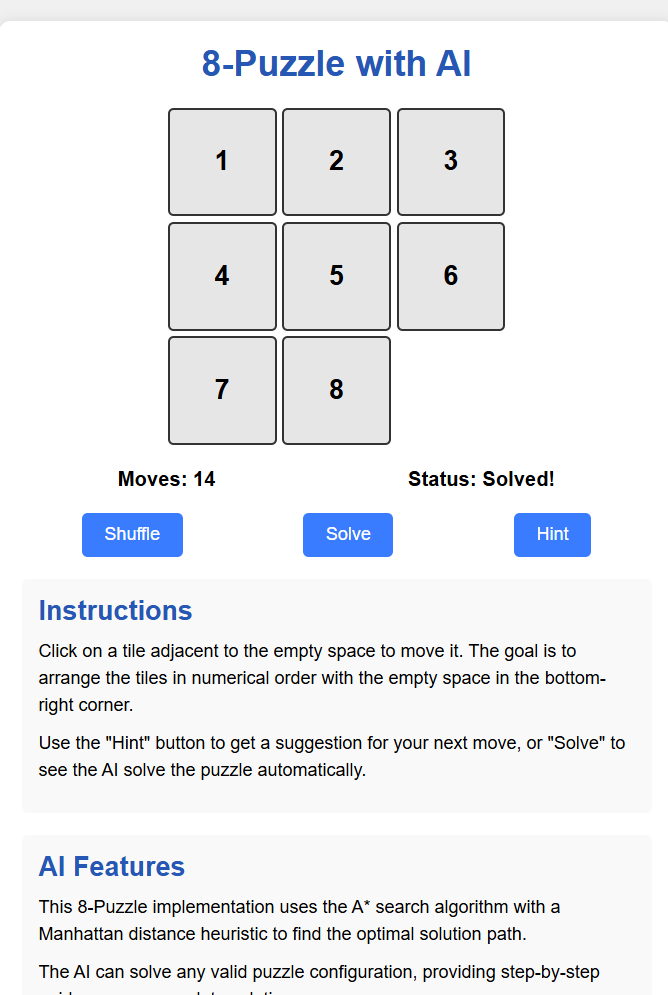 8-Puzzle with AI
1 2 3
4 5 6
7 8
Moves: 14 Status: Solved!
Shuffle Solve Hint
Instructions
Click on a tile adjacent to the empty space to move it. The goal is to
arrange the tiles in numerical order with the empty space in the bottom-
right corner.
Use the "Hint" button to get a suggestion for your next move, or "Solve" to
see the AI solve the puzzle automatically.
AI Features
This 8-Puzzle implementation uses the A* search algorithm with a
Manhattan distance heuristic to find the optimal solution path.
The AI can solve any valid puzzle configuration, providing step-by-step